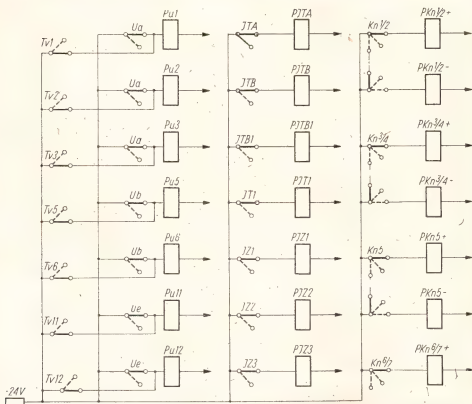 Ua Pu1 JTA PJTA Kn1/2 PKn1/2+
Tv1
Ua Pu2 JTB PJTB PKn1/2-
Tv2
Ua Pu3 JTB1 PJTB1 Kn3/4 PKn3/4+
Tv3
Ub Pu5 JT1 PJT1 PKn3/4-
Tv5
Ub Pu6 JZ1 PJZ1 Kn5 PKn5+
Tv6
Ue Pu11 JZ2 PJZ2 PKn5-
Tv11
Ue Pu12 JZ3 PJZ3 Kn6/7 PKn6/7+
Tv12
-24V